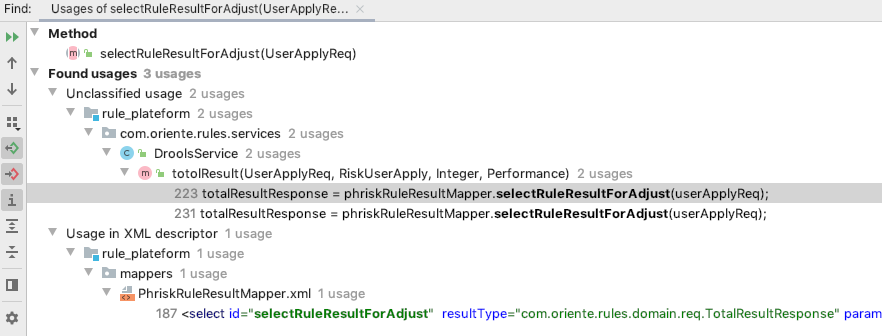 Find: Usages of selectRuleResultForAdjust(UserApplyRe... ×
Method
m selectRuleResultForAdjust(UserApplyReq)
Found usages 3 usages
Unclassified usage 2 usages
rule_plateform 2 usages
com.oriente.rules.services 2 usages
C DroolsService 2 usages
m totolResult(UserApplyReq, RiskUserApply, Integer, Performance) 2 usages
223 totalResultResponse = phriskRuleResultMapper.selectRuleResultForAdjust(userApplyReq);
231 totalResultResponse = phriskRuleResultMapper.selectRuleResultForAdjust(userApplyReq);
Usage in XML descriptor 1 usage
rule_plateform 1 usage
mappers 1 usage
PhriskRuleResultMapper.xml 1 usage
187 <select id="selectRuleResultForAdjust" resultType="com.oriente.rules.domain.req.TotalResultResponse" param